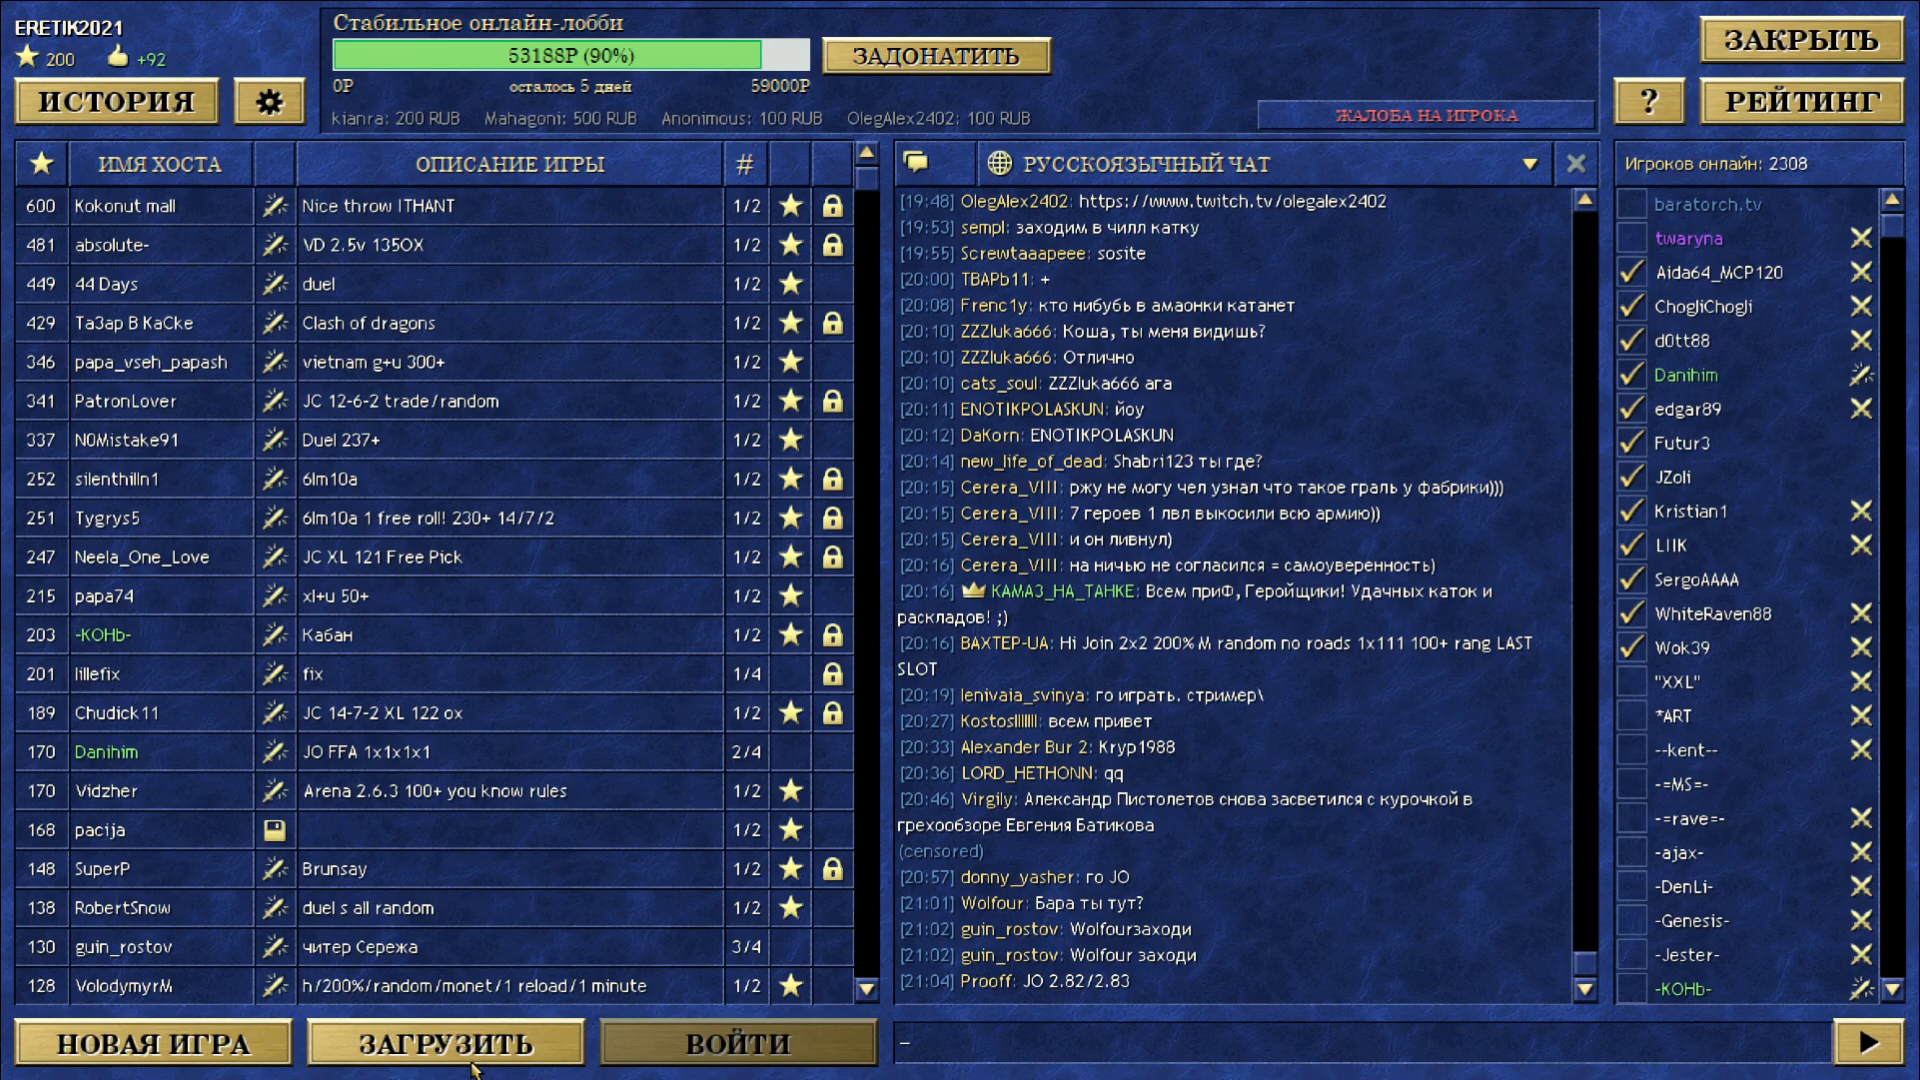 ERETIK2021
200 +92
ИСТОРИЯ
Стабильное онлайн-лобби
53188Р (90%)
0Р осталось 5 дней 59000Р
ЗАДОНАТИТЬ
kianra: 200 RUB Mahagoni: 500 RUB Anonimous: 100 RUB OlegAlex2402: 100 RUB
ЖАЛОБА НА ИГРОКА
ЗАКРЫТЬ
? РЕЙТИНГ
ИМЯ ХОСТА ОПИСАНИЕ ИГРЫ #
600 Kokonut mall Nice throw ITHANT 1/2
481 absolute- VD 2.5v 135OX 1/2
449 44 Days duel 1/2
429 Ta3ap B KaCke Clash of dragons 1/2
346 papa_vseh_papash vietnam g+u 300+ 1/2
341 PatronLover JC 12-6-2 trade/random 1/2
337 N0Mistake91 Duel 237+ 1/2
252 silenthilln1 6lm10a 1/2
251 Tygrys5 6lm10a 1 free roll! 230+ 14/7/2 1/2
247 Neela_One_Love JC XL 121 Free Pick 1/2
215 papa74 xl+u 50+ 1/2
203 -KOHb- Кабан 1/2
201 lillefix fix 1/4
189 Chudick11 JC 14-7-2 XL 122 ox 1/2
170 Danihim JO FFA 1x1x1x1 2/4
170 Vidzher Arena 2.6.3 100+ you know rules 1/2
168 pacija 1/2
148 SuperP Brunsay 1/2
138 RobertSnow duel s all random 1/2
130 guin_rostov читер Сережа 3/4
128 VolodymyrM h/200%/random/monet/1 reload/1 minute 1/2
НОВАЯ ИГРА ЗАГРУЗИТЬ ВОЙТИ
РУССКОЯЗЫЧНЫЙ ЧАТ
[19:48] OlegAlex2402: https://www.twitch.tv/olegalex2402
[19:53] sempl: заходим в чилл катку
[19:55] Screwtaaapeee: sosite
[20:00] TBAPb11: +
[20:08] Frenc1y: кто нибубь в амаонки катанет
[20:10] ZZZluka666: Коша, ты меня видишь?
[20:10] ZZZluka666: Отлично
[20:10] cats_soul: ZZZluka666 ага
[20:11] ENOTIKPOLASKUN: йоу
[20:12] DaKorn: ENOTIKPOLASKUN
[20:14] new_life_of_dead: Shabri123 ты где?
[20:15] Cerera_VIII: ржу не могу чел узнал что такое граль у фабрики)))
[20:15] Cerera_VIII: 7 героев 1 лвл выкосили всю армию))
[20:15] Cerera_VIII: и он ливнул)
[20:16] Cerera_VIII: на ничью не согласился = самоуверенность)
[20:16] KAMA3_HA_TAHKE: Всем приФ, Геройщики! Удачных каток и
раскладов! ;)
[20:16] BAXTEP-UA: Hi Join 2x2 200% M random no roads 1x111 100+ rang LAST
SLOT
[20:19] lenivaia_svinya: го играть. стример\
[20:27] Kostoslllllll: всем привет
[20:33] Alexander Bur 2: Kryp1988
[20:36] LORD_HETHONN: qq
[20:46] Virgily: Александр Пистолетов снова засветился с курочкой в
грехообзоре Евгения Батикова
(censored)
[20:57] donny_yasher: го JO
[21:01] Wolfour: Бара ты тут?
[21:02] guin_rostov: Wolfourзаходи
[21:02] guin_rostov: Wolfour заходи
[21:04] Prooff: JO 2.82/2.83
_
Игроков онлайн: 2308
baratorch.tv
twaryna
Aida64_MCP120
ChogliChogli
d0tt88
Danihim
edgar89
Futur3
JZoli
Kristian1
LIIK
SergoAAAA
WhiteRaven88
Wok39
"XXL"
*ART
--kent--
-=MS=-
-=rave=-
-ajax-
-DenLi-
-Genesis-
-Jester-
-KOHb-